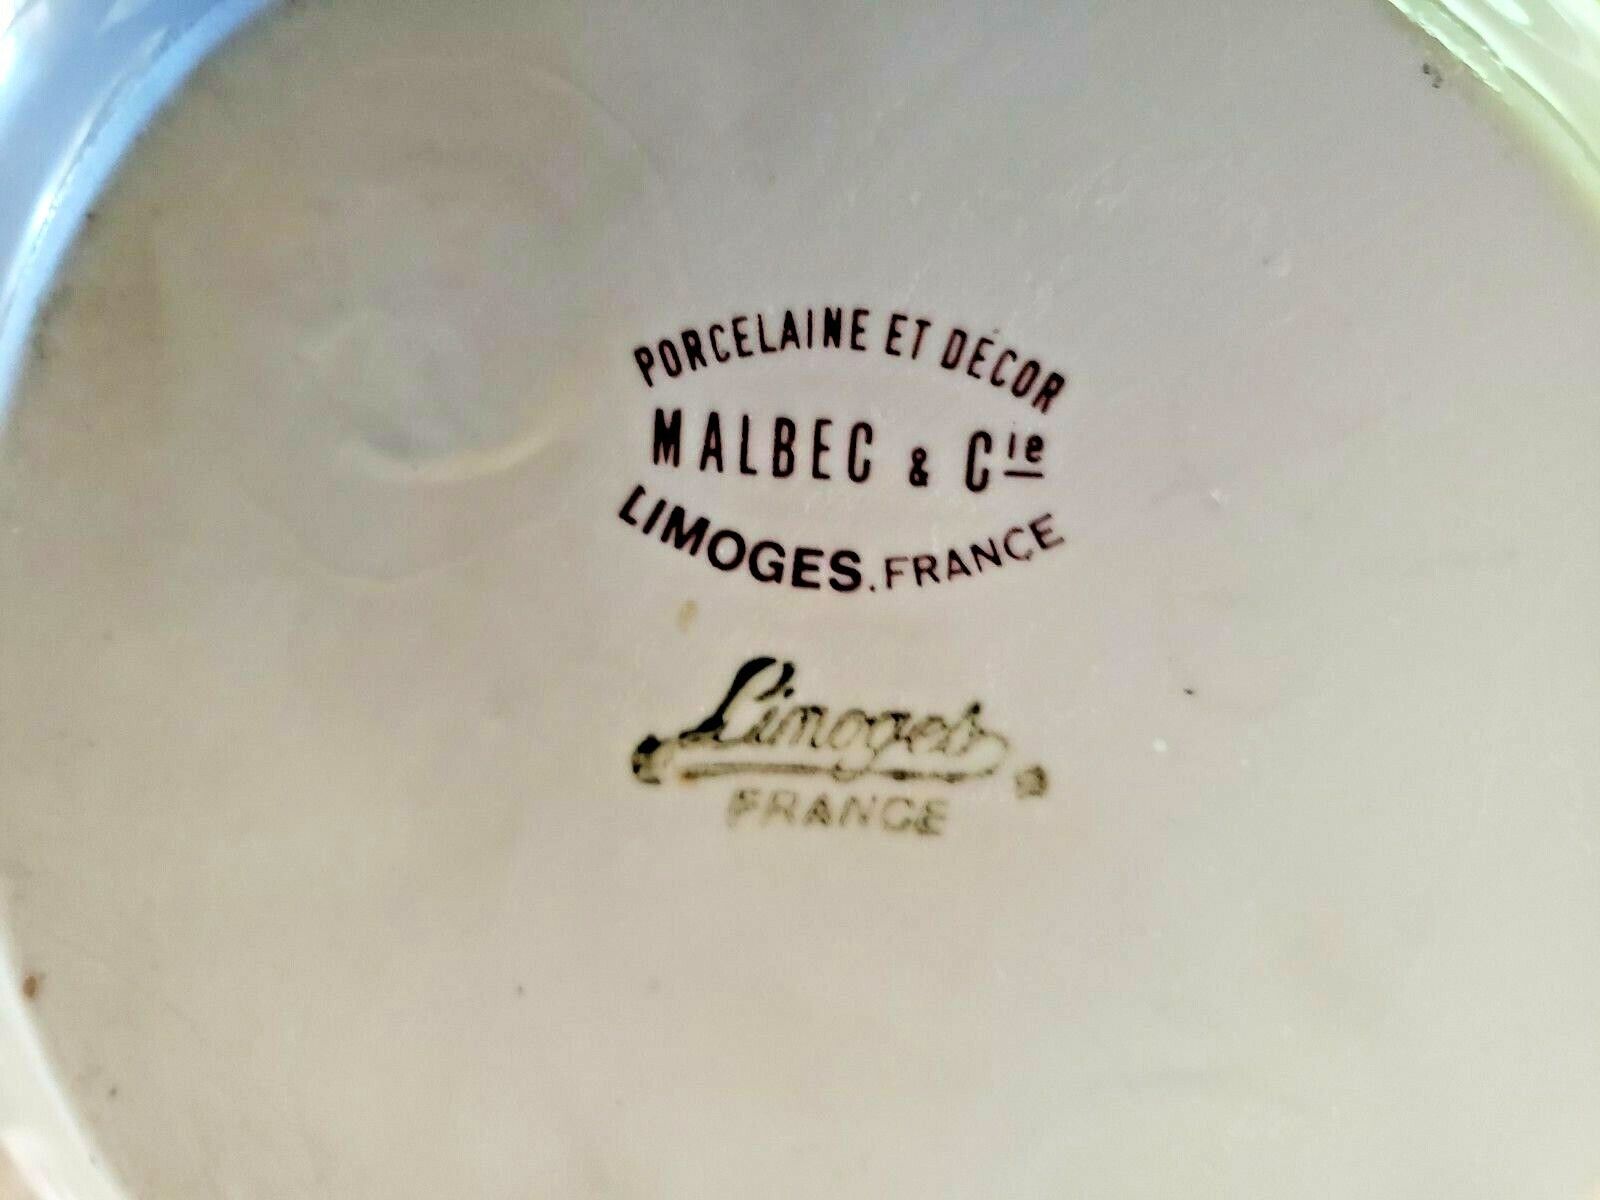 PORCELAINE ET DÉCOR
MALBEC & Cie
LIMOGES. FRANCE
Limoges
FRANCE